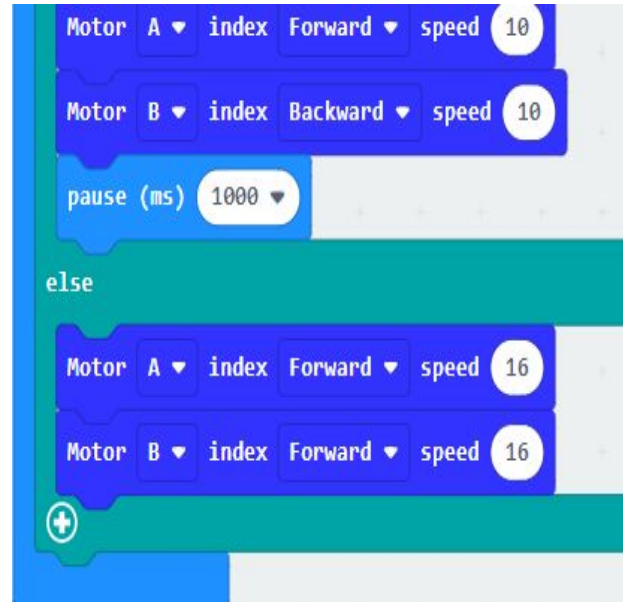 Motor A index Forward speed 10
Motor B index Backward speed 10
pause (ms) 1000
else
Motor A index Forward speed 16
Motor B index Forward speed 16